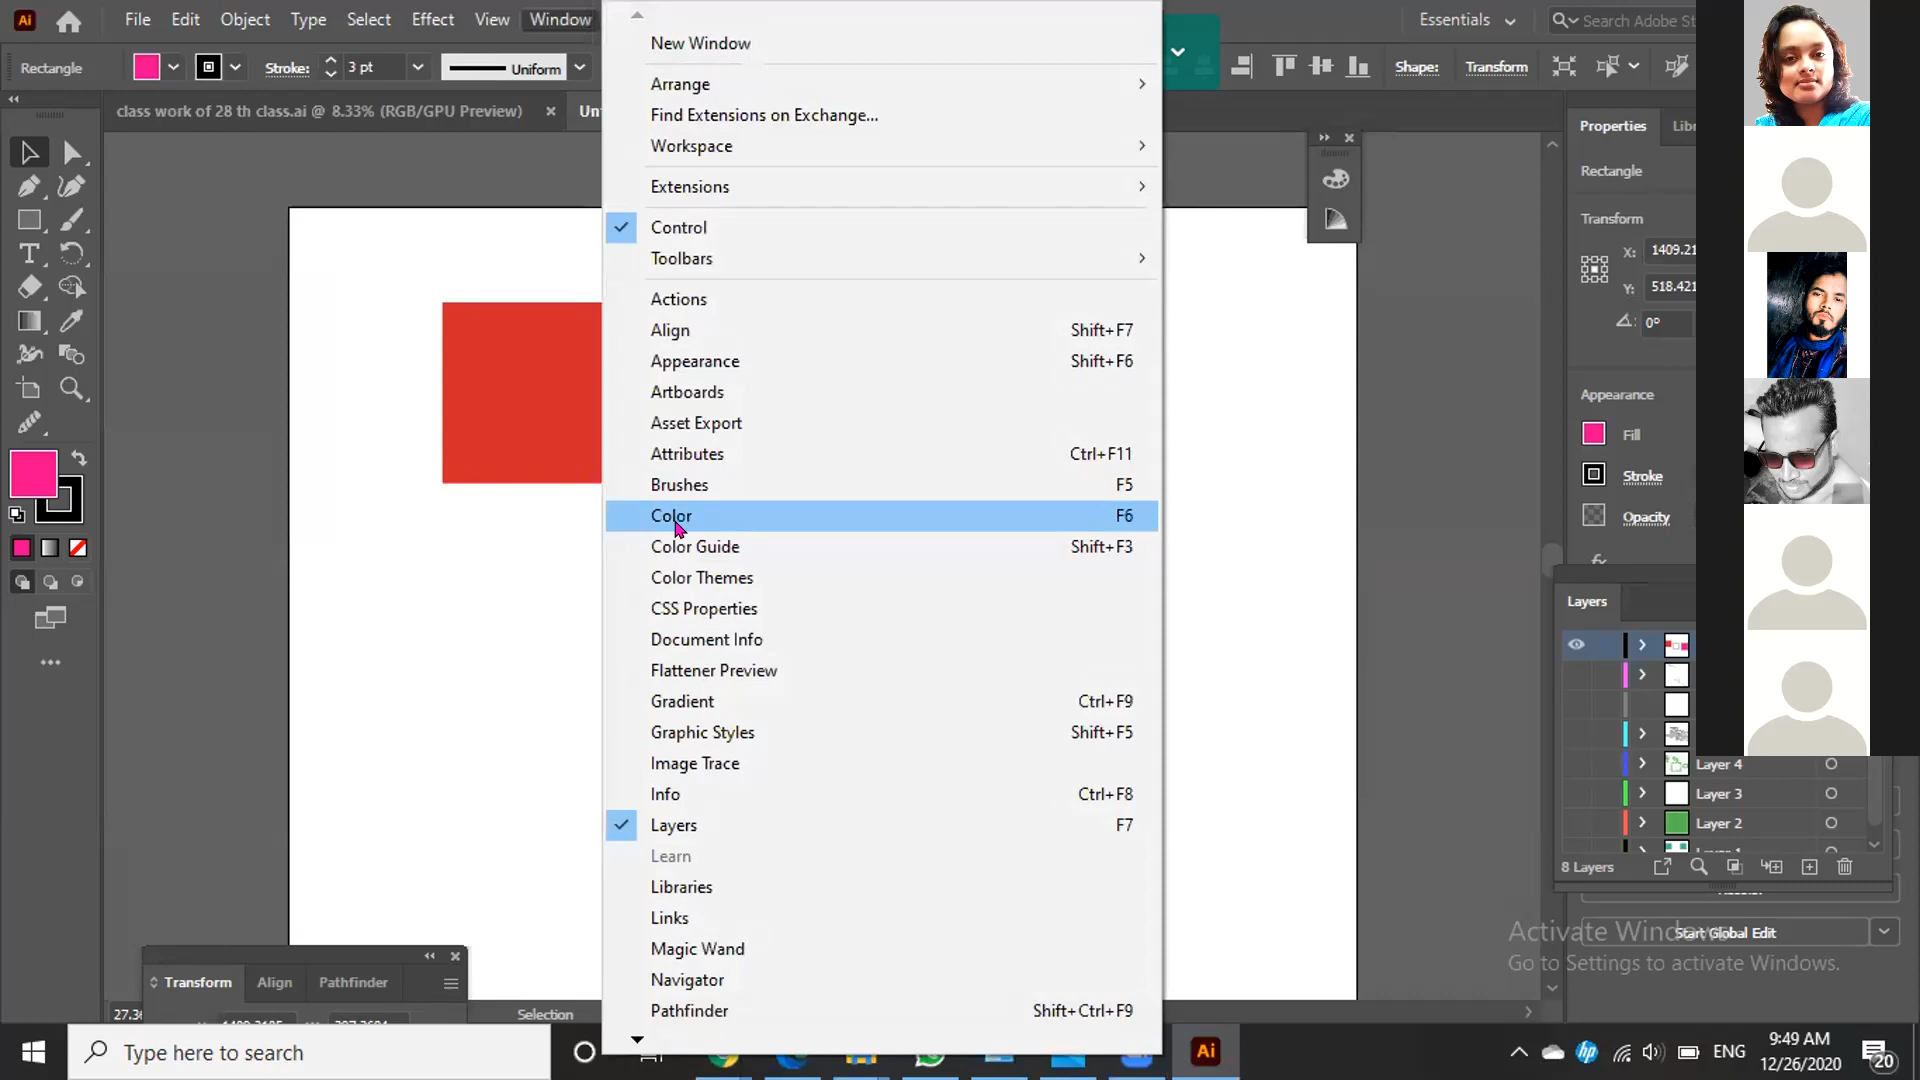 Ai
File
Edit
Object
Type
Select
Effect
View
Window
Essentials
Search Adobe St
Rectangle
Stroke:
3 pt
Uniform
Shape:
Transform
class work of 28 th class.ai @ 8.33% (RGB/GPU Preview)
New Window
Arrange
Find Extensions on Exchange...
Workspace
Extensions
Control
Toolbars
Actions
Align Shift+F7
Appearance Shift+F6
Artboards
Asset Export
Attributes Ctrl+F11
Brushes F5
Color F6
Color Guide Shift+F3
Color Themes
CSS Properties
Document Info
Flattener Preview
Gradient Ctrl+F9
Graphic Styles Shift+F5
Image Trace
Info Ctrl+F8
Layers F7
Learn
Libraries
Links
Magic Wand
Navigator
Pathfinder Shift+Ctrl+F9
Properties
Rectangle
Transform
X: 1409.21
Y: 518.421
0°
Appearance
Fill
Stroke
Opacity
fx
Layers
Layer 4
Layer 3
Layer 2
8 Layers
Start Global Edit
Activate Windows
Go to Settings to activate Windows.
Transform
Align
Pathfinder
27.3
Selection
Type here to search
Ai
ENG
9:49 AM
12/26/2020
20